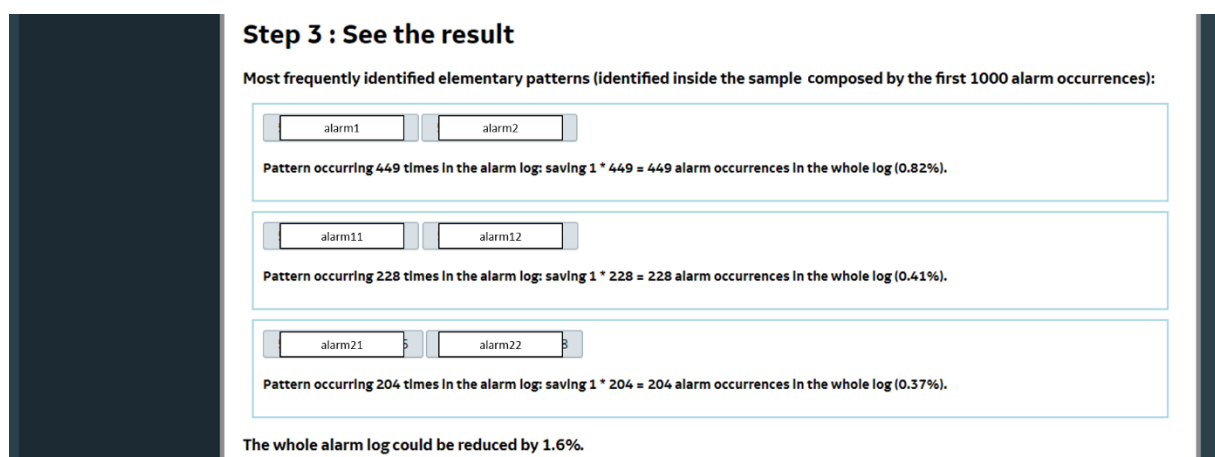 Step 3 : See the result
Most frequently identified elementary patterns (identified inside the sample composed by the first 1000 alarm occurrences):
alarm1 alarm2
Pattern occurring 449 times in the alarm log: saving 1 * 449 = 449 alarm occurrences in the whole log (0.82%).
alarm11 alarm12
Pattern occurring 228 times in the alarm log: saving 1 * 228 = 228 alarm occurrences in the whole log (0.41%).
alarm21 alarm22
Pattern occurring 204 times in the alarm log: saving 1 * 204 = 204 alarm occurrences in the whole log (0.37%).
The whole alarm log could be reduced by 1.6%.